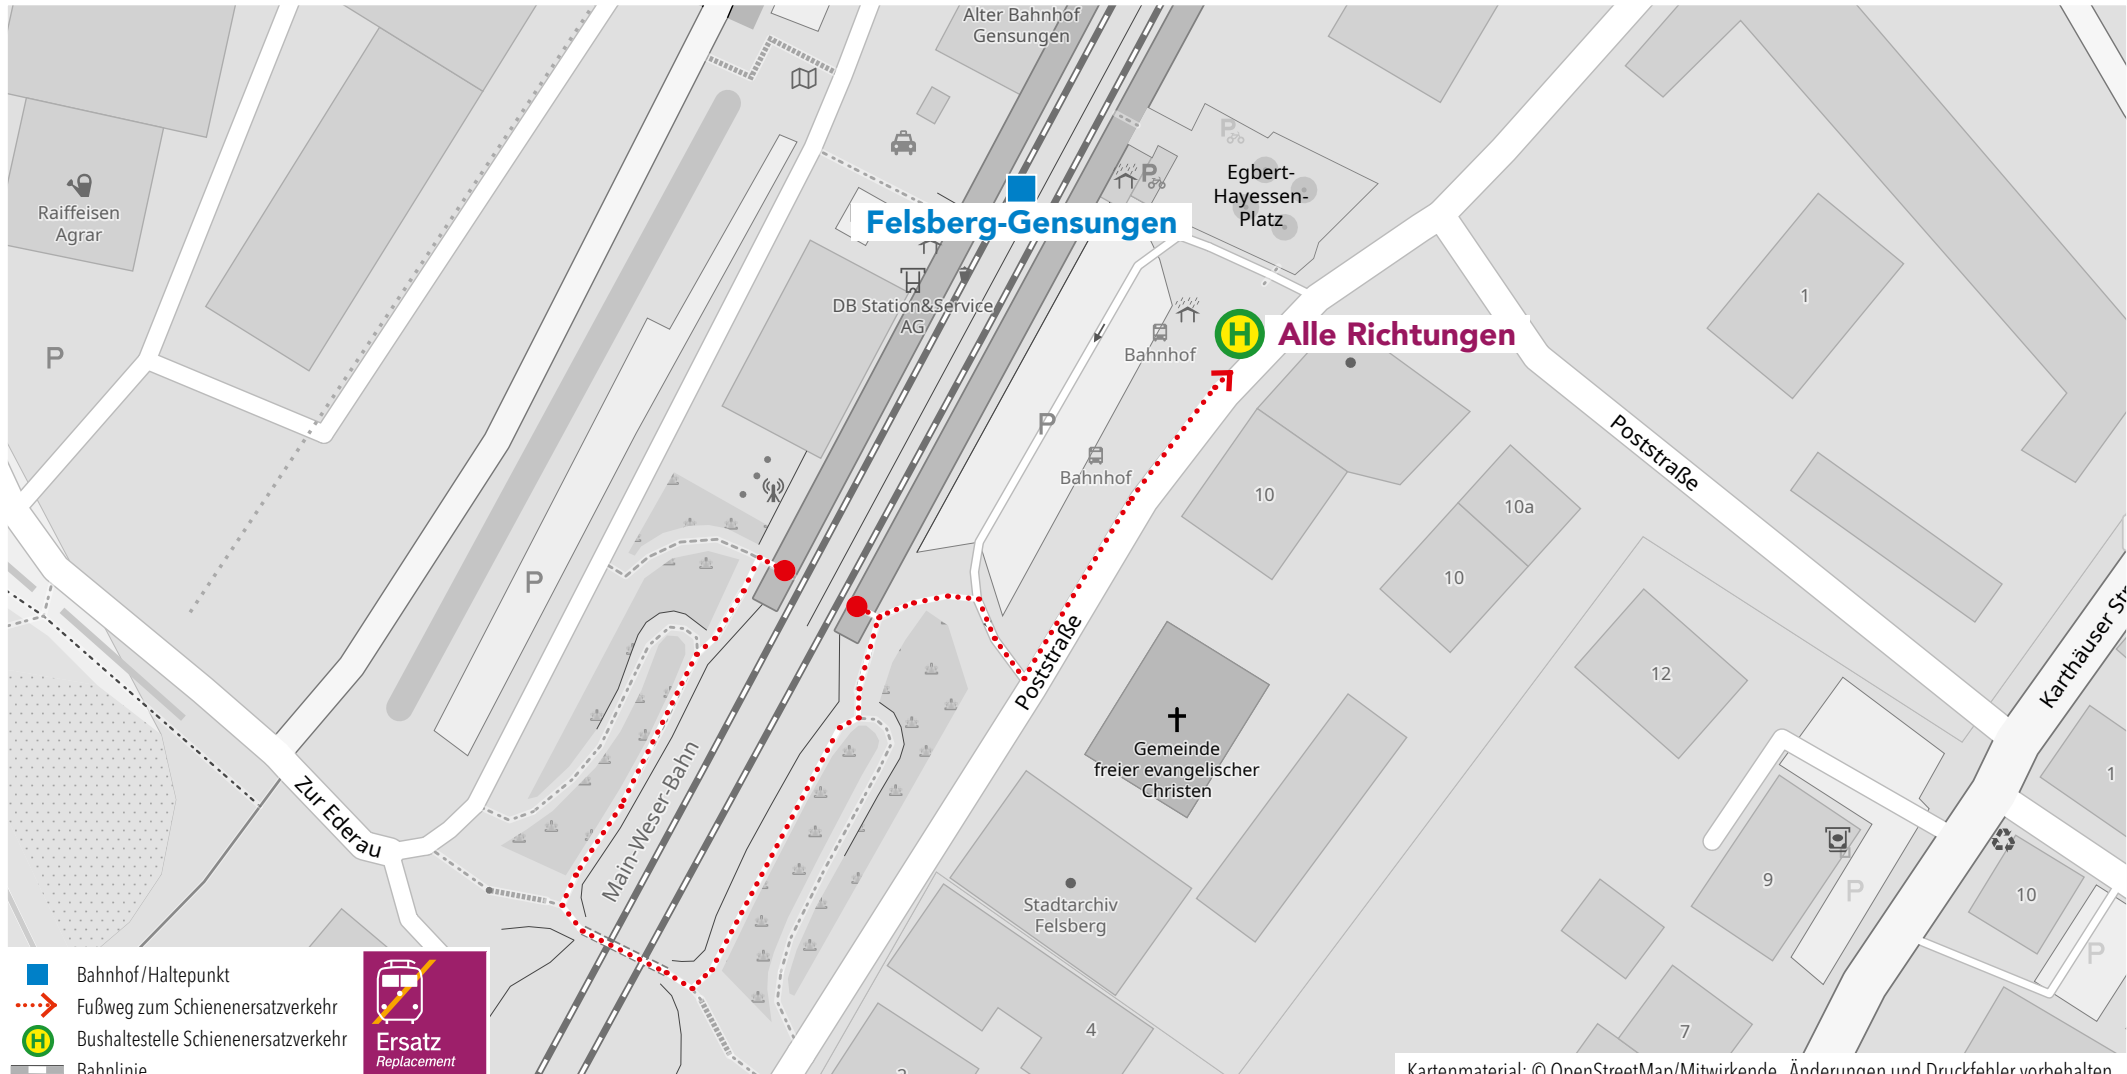 Alter Bahnhof
Gensungen
P
Egbert-
Hayessen-
Platz
P
Raiffeisen
Agrar
Felsberg-Gensungen
DB Station&Service
AG
1
H Alle Richtungen
Bahnhof
P
P
Poststraße
Bahnhof
10
10a
P
10
Karthäuser Str
Poststraße
12
Gemeinde
freier evangelischer
Christen
1
Main-Weser-Bahn
Zur Ederau
9
P
10
Stadtarchiv
Felsberg
P
4
7
Bahnhof/Haltepunkt
Fußweg zum Schienenersatzverkehr
H Bushaltestelle Schienenersatzverkehr
Bahnlinie
Ersatz
Replacement
Kartenmaterial: © OpenStreetMap/Mitwirkende, Änderungen und Druckfehler vorbehalten